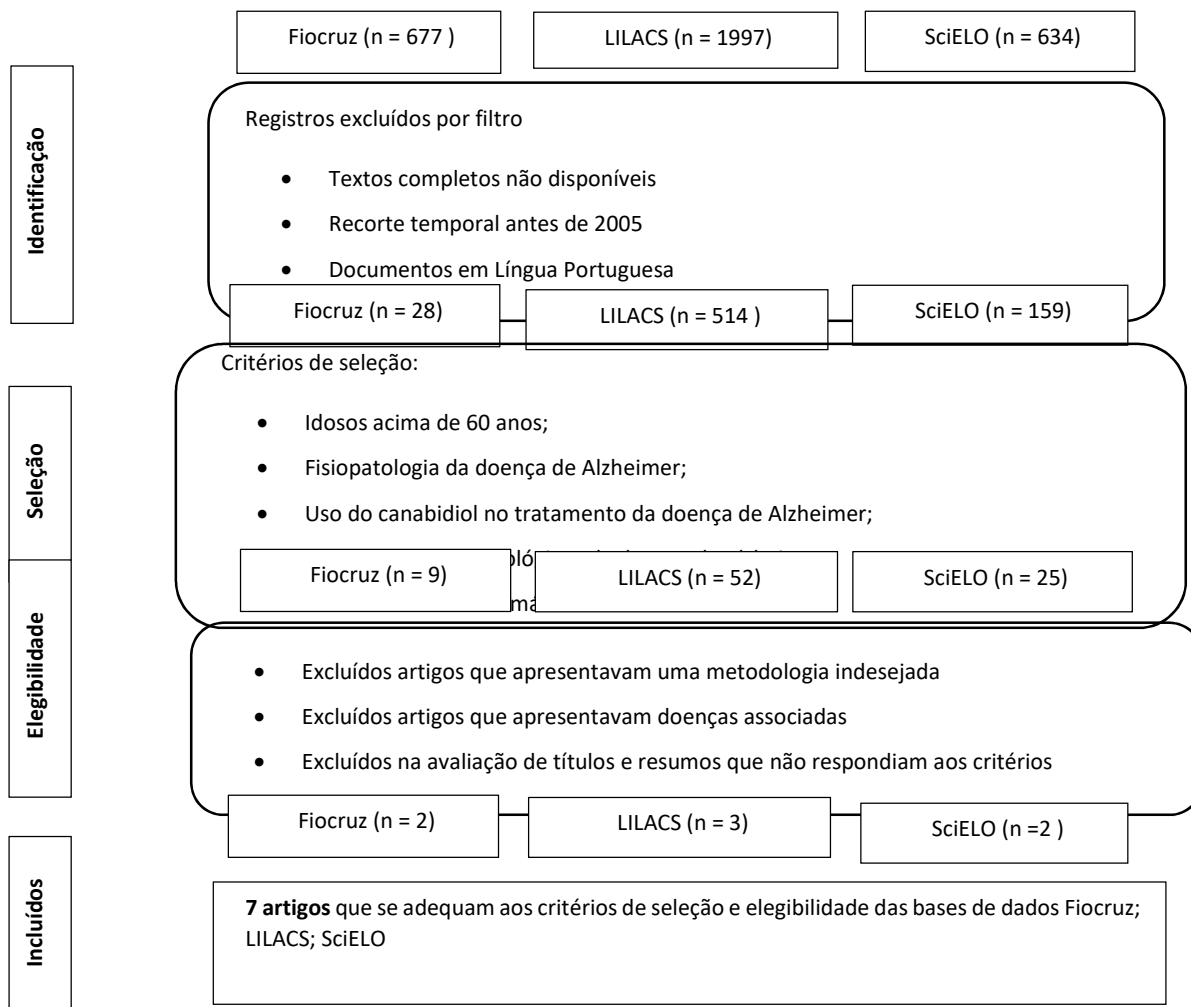 Fiocruz (n = 677 )
LILACS (n = 1997)
SciELO (n = 634)
Identificação
Registros excluídos por filtro
• Textos completos não disponíveis
• Recorte temporal antes de 2005
• Documentos em Língua Portuguesa
Fiocruz (n = 28)
LILACS (n = 514 )
SciELO (n = 159)
Seleção
Critérios de seleção:
• Idosos acima de 60 anos;
• Fisiopatologia da doença de Alzheimer;
• Uso do canabidiol no tratamento da doença de Alzheimer;
Fiocruz (n = 9)
LILACS (n = 52)
SciELO (n = 25)
Elegibilidade
• Excluídos artigos que apresentavam uma metodologia indesejada
• Excluídos artigos que apresentavam doenças associadas
• Excluídos na avaliação de títulos e resumos que não respondiam aos critérios
Fiocruz (n = 2)
LILACS (n = 3)
SciELO (n =2 )
Incluídos
7 artigos que se adequam aos critérios de seleção e elegibilidade das bases de dados Fiocruz;
LILACS; SciELO